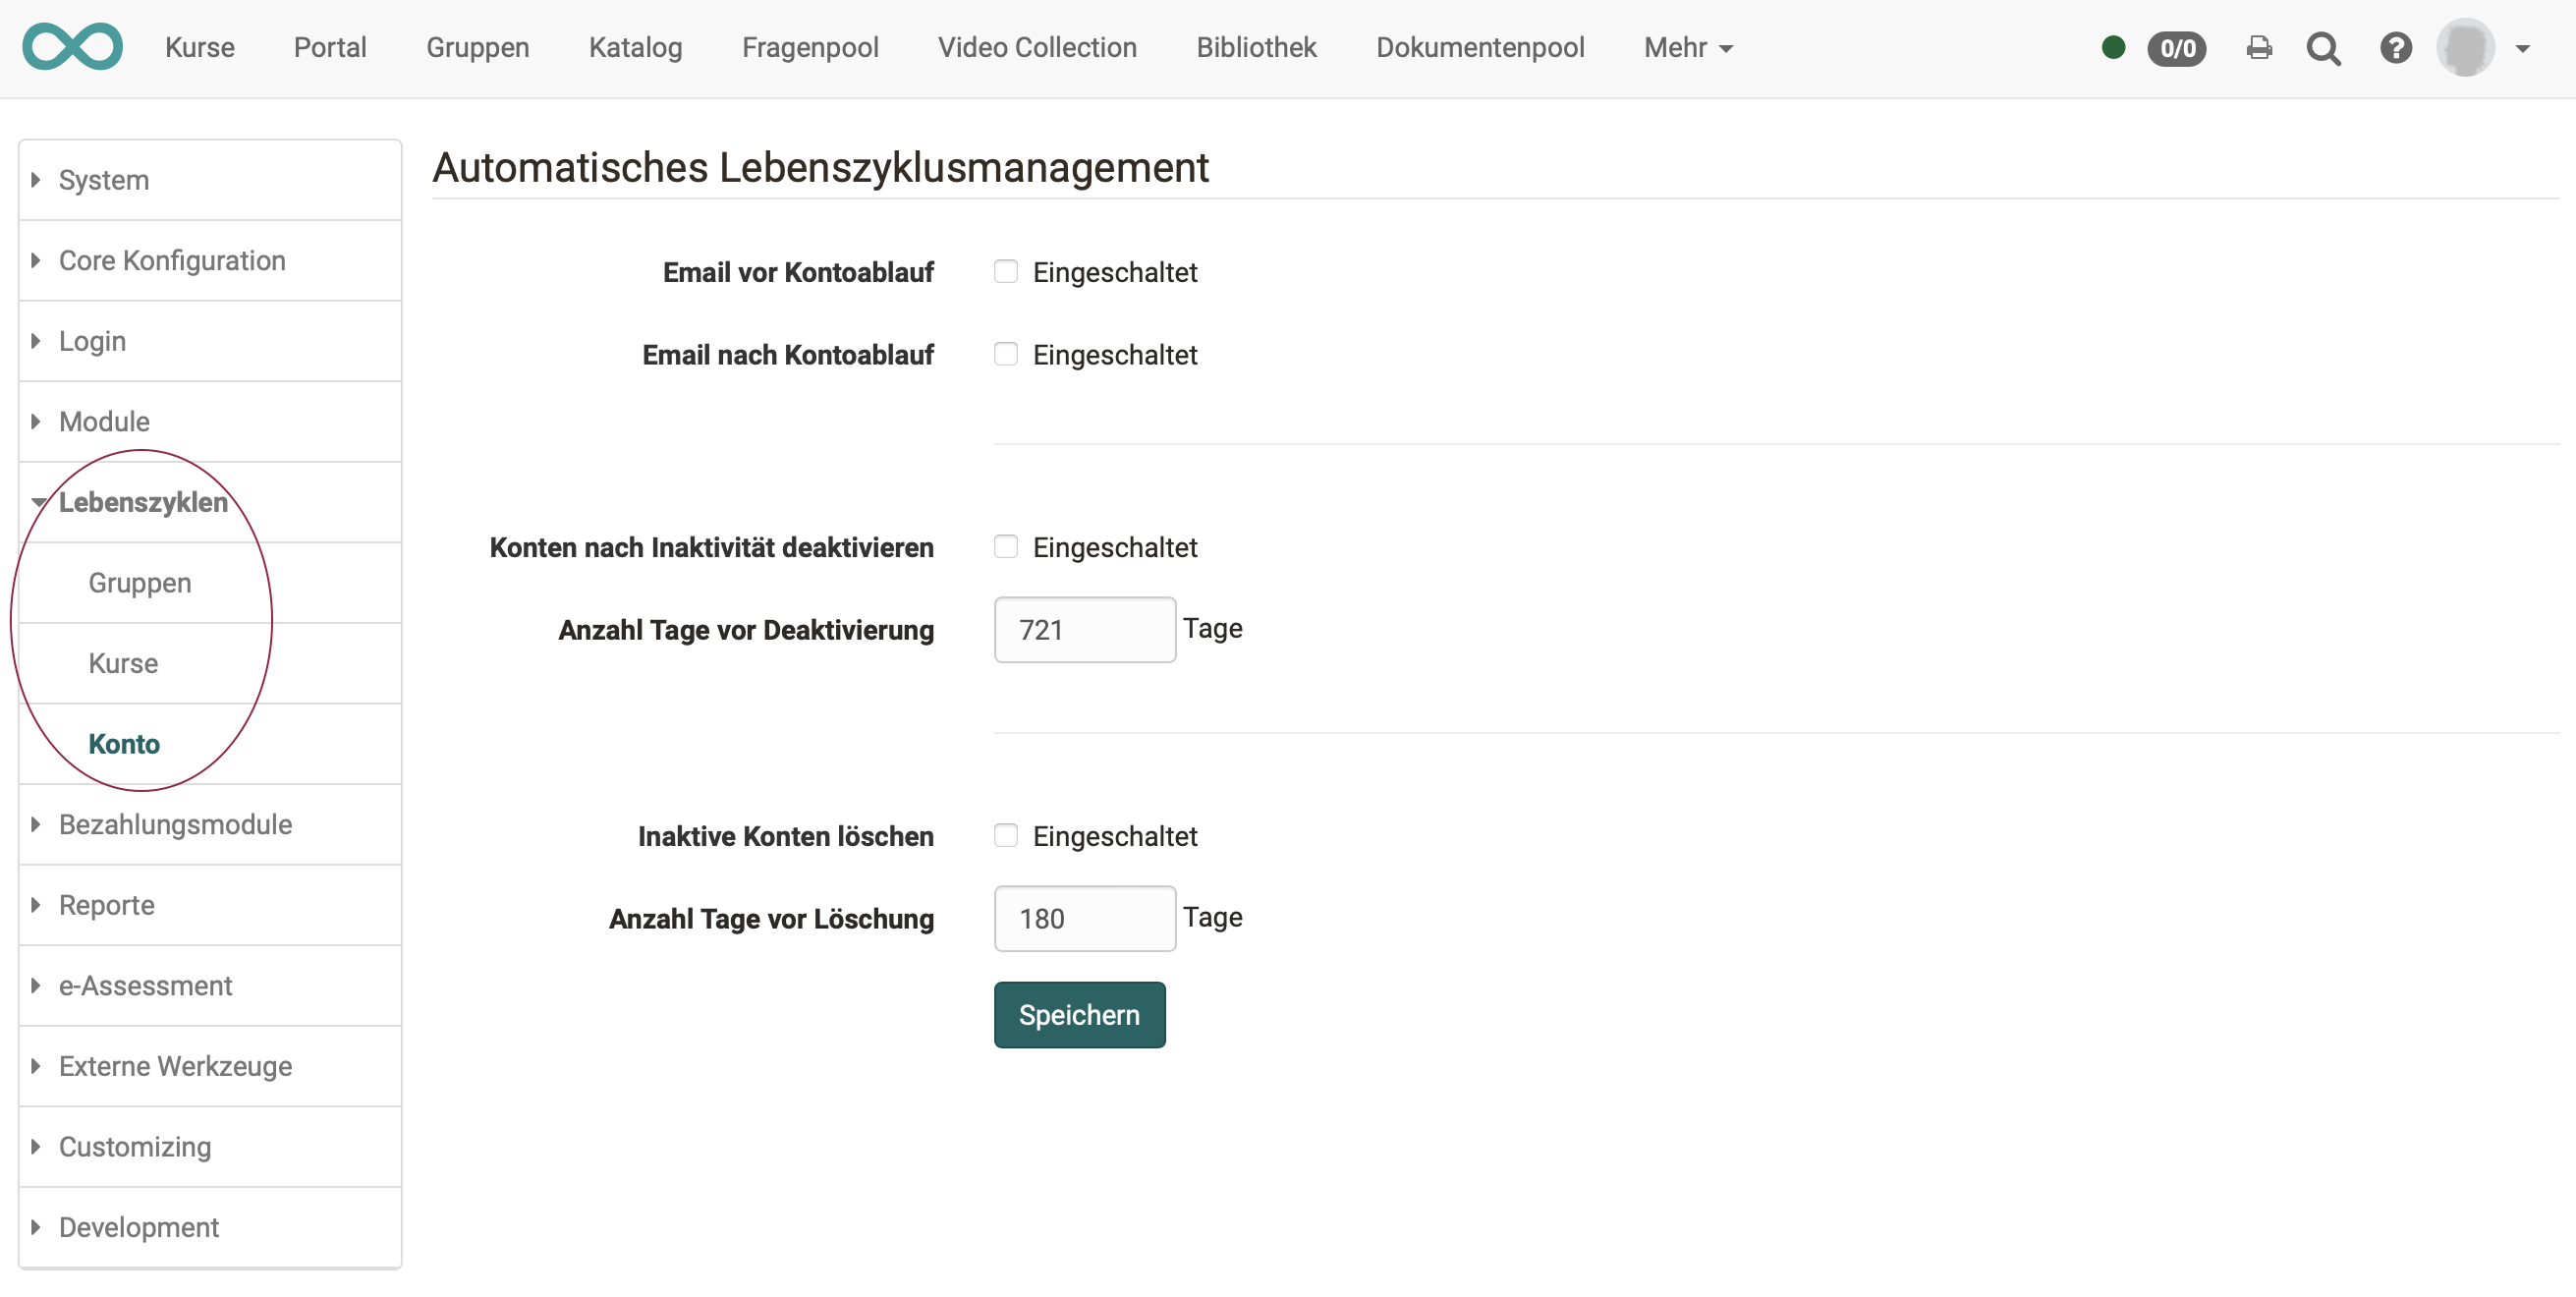 Kurse Portal Gruppen Katalog Fragenpool Video Collection Bibliothek Dokumentenpool Mehr 0/0
System
Core Konfiguration
Login
Module
Lebenszyklen
Gruppen
Kurse
Konto
Bezahlungsmodule
Reporte
e-Assessment
Externe Werkzeuge
Customizing
Development
Automatisches Lebenszyklusmanagement
Email vor Kontoablauf Eingeschaltet
Email nach Kontoablauf Eingeschaltet
Konten nach Inaktivität deaktivieren Eingeschaltet
Anzahl Tage vor Deaktivierung 721 Tage
Inaktive Konten löschen Eingeschaltet
Anzahl Tage vor Löschung 180 Tage
Speichern